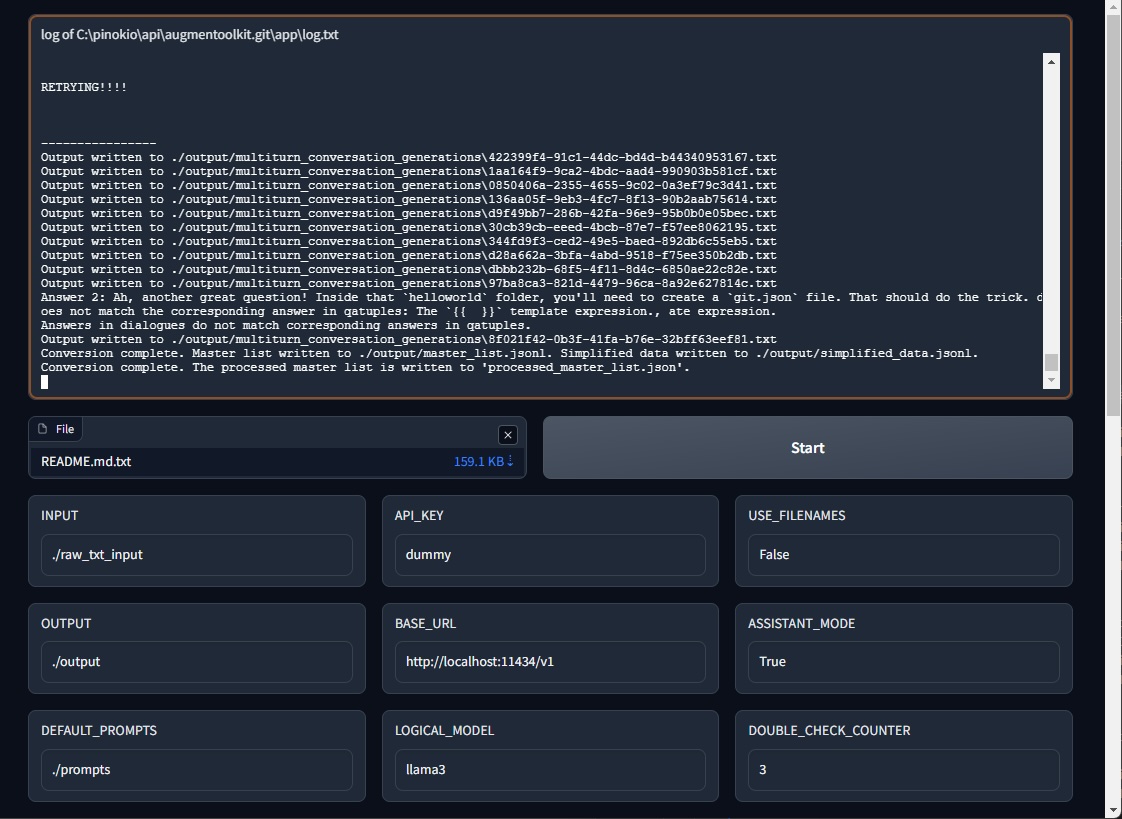 log of C:\pinokio\api\augmentoolkit.git\app\log.txt
RETRYING!!!!
----------------
Output written to ./output/multiturn_conversation_generations\422399f4-91c1-44dc-bd4d-b44340953167.txt
Output written to ./output/multiturn_conversation_generations\1aa164f9-9ca2-4bdc-aad4-990903b581cf.txt
Output written to ./output/multiturn_conversation_generations\0850406a-2355-4655-9c02-0a3ef79c3d41.txt
Output written to ./output/multiturn_conversation_generations\136aa05f-9eb3-4fc7-8f13-90b2aab75614.txt
Output written to ./output/multiturn_conversation_generations\d9f49bb7-286b-42fa-96e9-95b0b0e05bec.txt
Output written to ./output/multiturn_conversation_generations\30cb39cb-eeed-4bcb-87e7-f57ee8062195.txt
Output written to ./output/multiturn_conversation_generations\344fd9f3-ced2-49e5-baed-892db6c55eb5.txt
Output written to ./output/multiturn_conversation_generations\d28a662a-3bfa-4abd-9518-f75ee350b2db.txt
Output written to ./output/multiturn_conversation_generations\dbbb232b-68f5-4f11-8d4c-6850ae22c82e.txt
Output written to ./output/multiturn_conversation_generations\97ba8ca3-821d-4479-96ca-8a92e627814c.txt
Answer 2: Ah, another great question! Inside that `helloworld` folder, you'll need to create a `git.json` file. That should do the trick. d
oes not match the corresponding answer in qatuples: The `{{  }}` template expression., ate expression.
Answers in dialogues do not match corresponding answers in qatuples.
Output written to ./output/multiturn_conversation_generations\8f021f42-0b3f-41fa-b76e-32bff63eef81.txt
Conversion complete. Master list written to ./output/master_list.jsonl. Simplified data written to ./output/simplified_data.jsonl.
Conversion complete. The processed master list is written to 'processed_master_list.json'.
File
README.md.txt 159.1 KB ⇣
Start
INPUT API_KEY USE_FILENAMES
./raw_txt_input dummy False
OUTPUT BASE_URL ASSISTANT_MODE
./output http://localhost:11434/v1 True
DEFAULT_PROMPTS LOGICAL_MODEL DOUBLE_CHECK_COUNTER
./prompts llama3 3